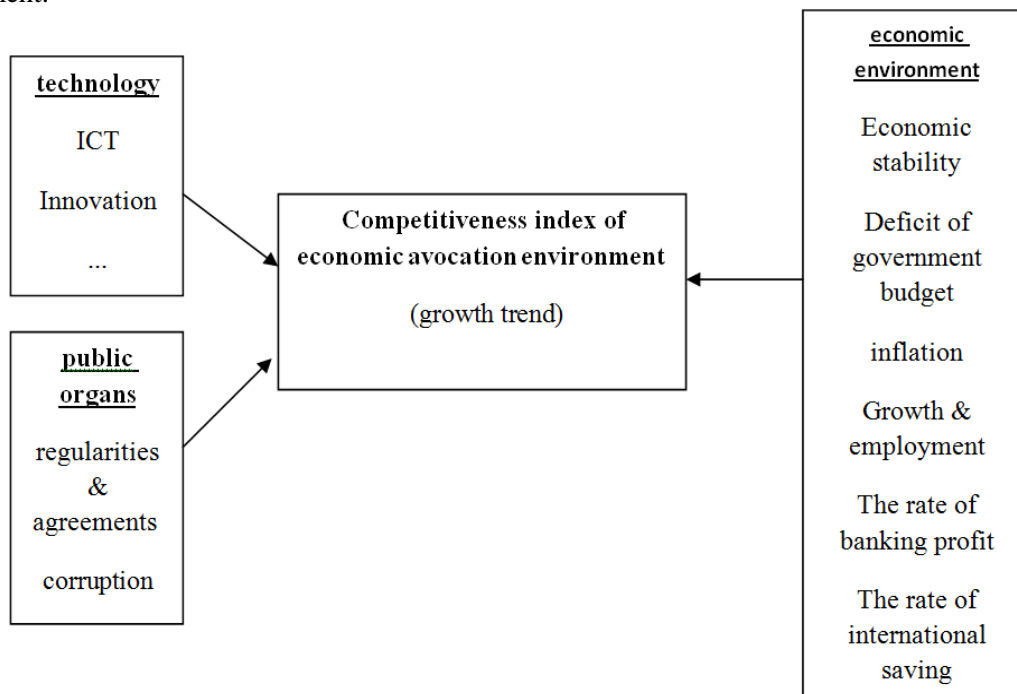 technology
ICT
Innovation
...
public
organs
regularities
&
agreements
corruption
Competitiveness index of
economic avocation environment
(growth trend)
economic
environment
Economic
stability
Deficit of
government
budget
inflation
Growth &
employment
The rate of
banking profit
The rate of
international
saving